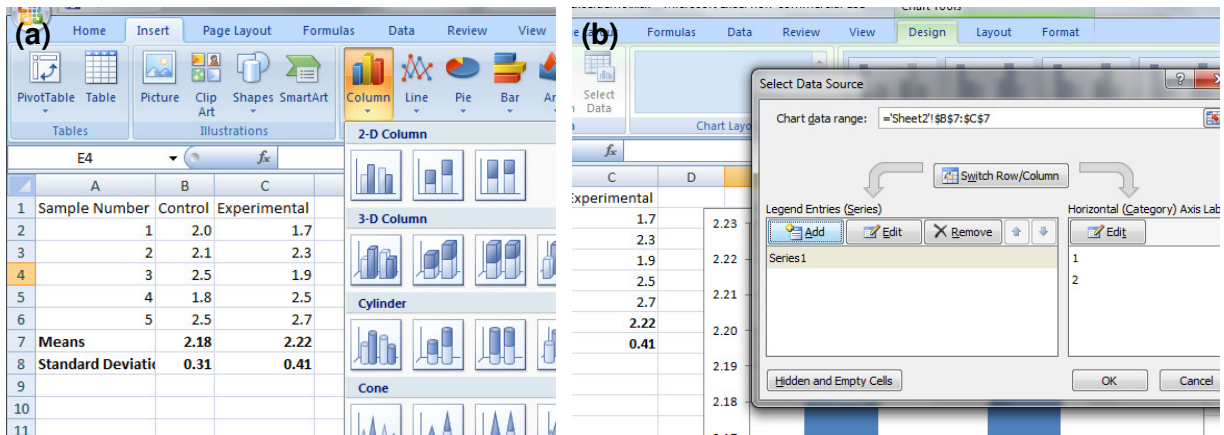 (a)
Home Insert Page Layout Formulas Data Review View
PivotTable Table Picture Clip Art Shapes SmartArt Column Line Pie Bar
Tables Illustrations
2-D Column
E4 fx
A B C
1 Sample Number Control Experimental
2 1 2.0 1.7
3 2 2.1 2.3
3-D Column
4 3 2.5 1.9
5 4 1.8 2.5
Cylinder
6 5 2.5 2.7
7 Means 2.18 2.22
8 Standard Deviatio 0.31 0.41
9
Cone
10
11
(b)
Formulas Data Review View Design Layout Format
Select Data
Chart Layo
Select Data Source
? X
Chart data range: ='Sheet2'!$B$7:$C$7
fx
Switch Row/Column
C D
Experimental
1.7
2.3
1.9
2.5
2.7
2.22
0.41
2.23
2.22
2.21
2.20
2.19
2.18
Legend Entries (Series)
Add Edit Remove
Series1
Horizontal (Category) Axis Lab
Edit
1
2
Hidden and Empty Cells OK Cancel